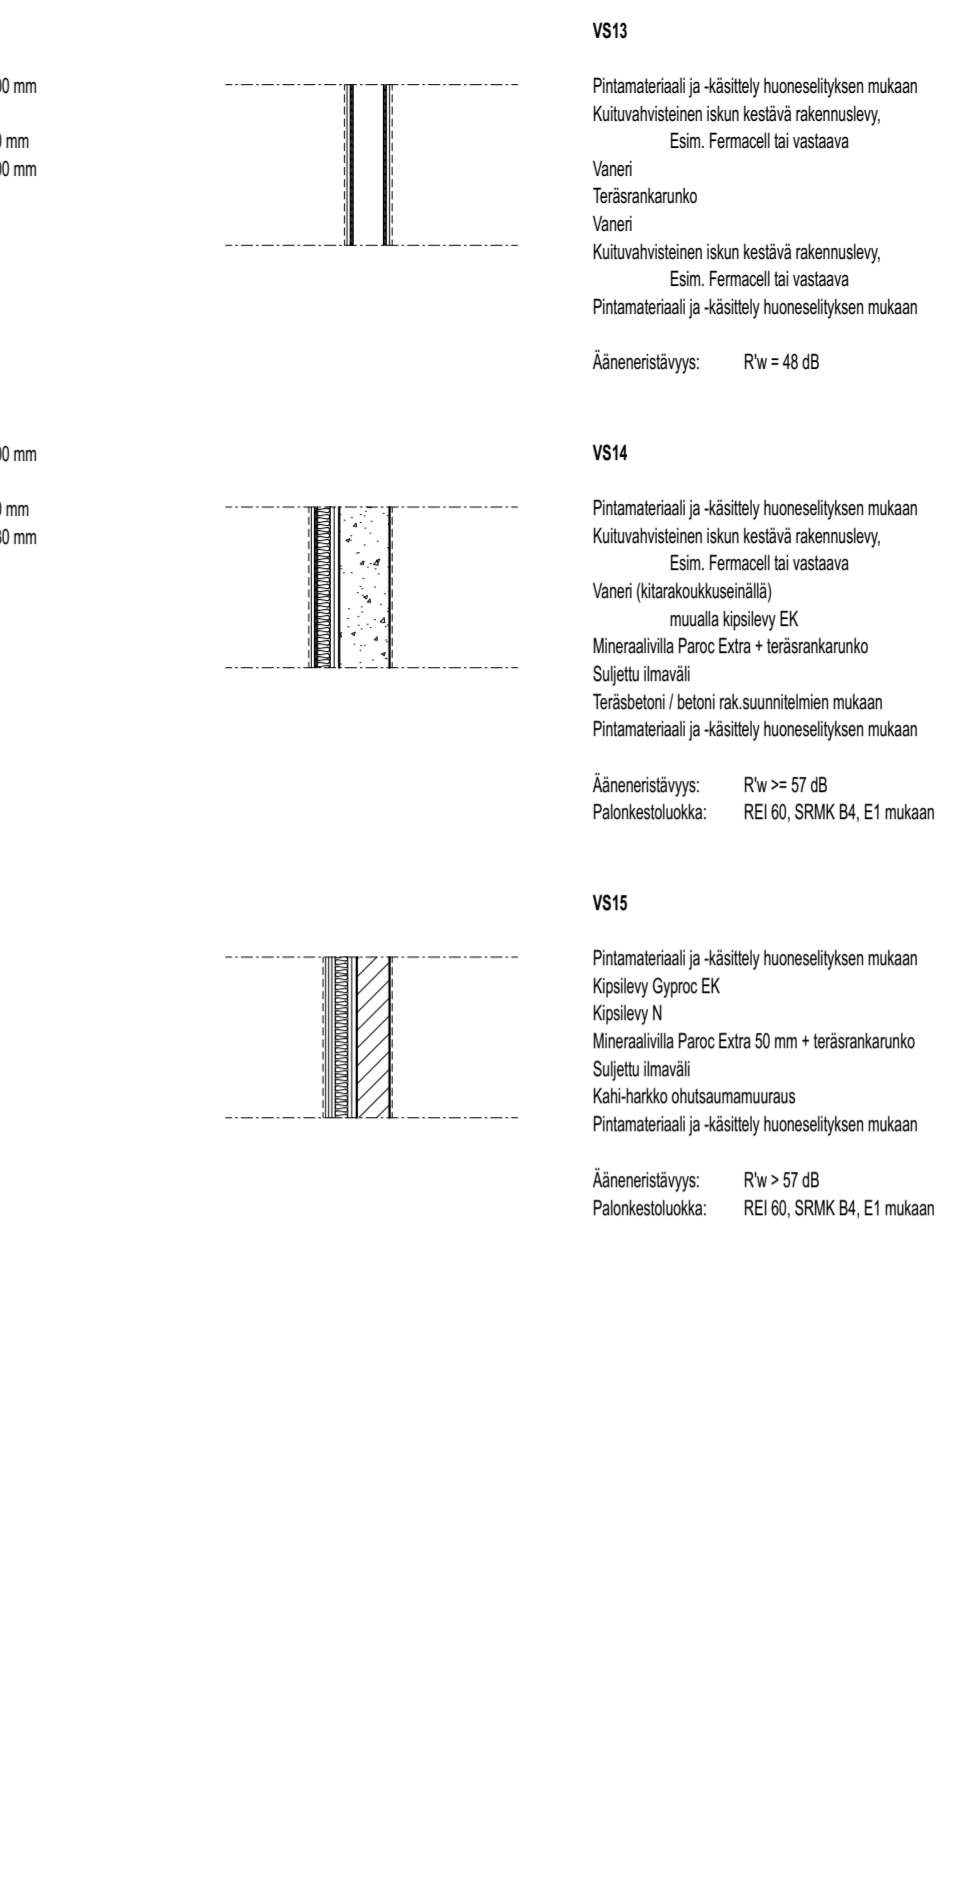 VS13
Pintamateriaali ja -käsittely huoneselityksen mukaan
Kuituvahvisteinen iskun kestävä rakennuslevy,
Esim. Fermacell tai vastaava
Vaneri
Teräsrankarunko
Vaneri
Kuituvahvisteinen iskun kestävä rakennuslevy,
Esim. Fermacell tai vastaava
Pintamateriaali ja -käsittely huoneselityksen mukaan
Ääneneristävyys: R'w = 48 dB
mm
mm
mm
VS14
Pintamateriaali ja -käsittely huoneselityksen mukaan
Kuituvahvisteinen iskun kestävä rakennuslevy,
Esim. Fermacell tai vastaava
Vaneri (kitarakoukkuseinällä)
muualla kipsilevy EK
Mineraalivilla Paroc Extra + teräsrankarunko
Suljettu ilmaväli
Teräsbetoni / betoni rak.suunnitelmien mukaan
Pintamateriaali ja -käsittely huoneselityksen mukaan
Ääneneristävyys: R'w >= 57 dB
Palonkestoluokka: REI 60, SRMK B4, E1 mukaan
mm
mm
mm
VS15
Pintamateriaali ja -käsittely huoneselityksen mukaan
Kipsilevy Gyproc EK
Kipsilevy N
Mineraalivilla Paroc Extra 50 mm + teräsrankarunko
Suljettu ilmaväli
Kahi-harkko ohutsaumamuuraus
Pintamateriaali ja -käsittely huoneselityksen mukaan
Ääneneristävyys: R'w > 57 dB
Palonkestoluokka: REI 60, SRMK B4, E1 mukaan